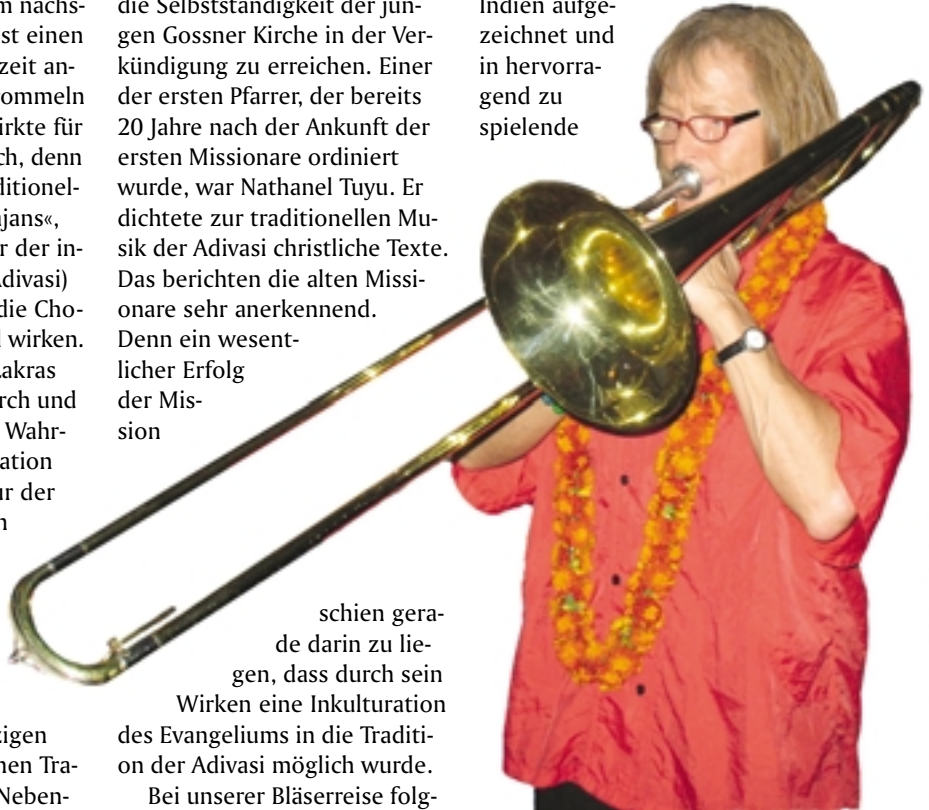 m nächs-
st einen
zeit an-
ommeln
irkte für
ch, denn
ditionel-
jans«,
r der in-
Adivasi)
die Cho-
wirken.
akras
rch und
Wahr-
ation
ur der
n
zigen
nen Tra-
Neben-
die Selbstständigkeit der jun-
gen Gossner Kirche in der Ver-
kündigung zu erreichen. Einer
der ersten Pfarrer, der bereits
20 Jahre nach der Ankunft der
ersten Missionare ordiniert
wurde, war Nathanel Tuyu. Er
dichtete zur traditionellen Mu-
sik der Adivasi christliche Texte.
Das berichten die alten Missi-
onare sehr anerkennend.
Denn ein wesent-
licher Erfolg
der Mis-
sion
schien gera-
de darin zu lie-
gen, dass durch sein
Wirken eine Inkulturation
des Evangeliums in die Traditi-
on der Adivasi möglich wurde.
Bei unserer Bläserreise folg-
Indien aufge-
zeichnet und
in hervorra-
gend zu
spielende